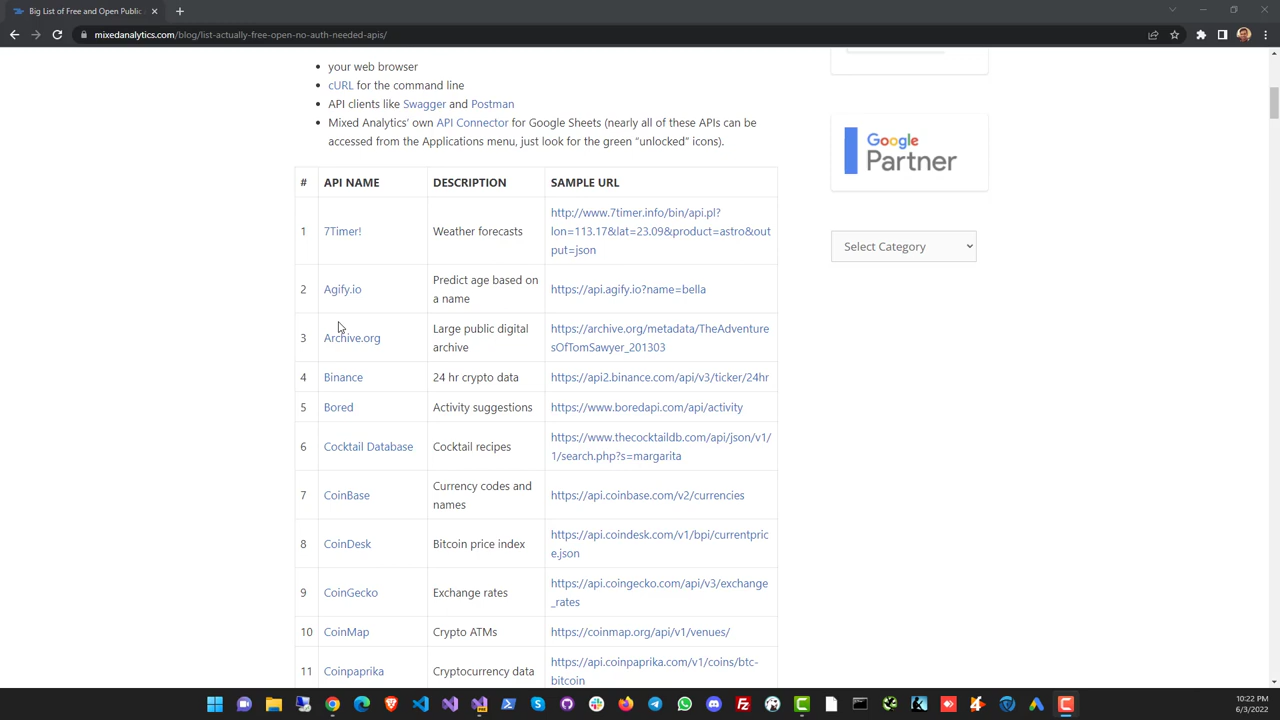 Big List of Free and Open Public
mixedanalytics.com/blog/list-actually-free-open-no-auth-needed-apis/
your web browser
cURL for the command line
API clients like Swagger and Postman
Mixed Analytics' own API Connector for Google Sheets (nearly all of these APIs can be
accessed from the Applications menu, just look for the green “unlocked” icons).
Google
Partner
Select Category
# API NAME DESCRIPTION SAMPLE URL
1 7Timer! Weather forecasts http://www.7timer.info/bin/api.pl?
lon=113.17&lat=23.09&product=astro&out
put=json
2 Agify.io Predict age based on
a name https://api.agify.io?name=bella
3 Archive.org Large public digital
archive https://archive.org/metadata/TheAdventure
sOfTomSawyer_201303
4 Binance 24 hr crypto data https://api2.binance.com/api/v3/ticker/24hr
5 Bored Activity suggestions https://www.boredapi.com/api/activity
6 Cocktail Database Cocktail recipes https://www.thecocktaildb.com/api/json/v1/
1/search.php?s=margarita
7 CoinBase Currency codes and
names https://api.coinbase.com/v2/currencies
8 CoinDesk Bitcoin price index https://api.coindesk.com/v1/bpi/currentpric
e.json
9 CoinGecko Exchange rates https://api.coingecko.com/api/v3/exchange
_rates
10 CoinMap Crypto ATMs https://coinmap.org/api/v1/venues/
11 Coinpaprika Cryptocurrency data https://api.coinpaprika.com/v1/coins/btc-
bitcoin
10:22 PM
6/3/2022